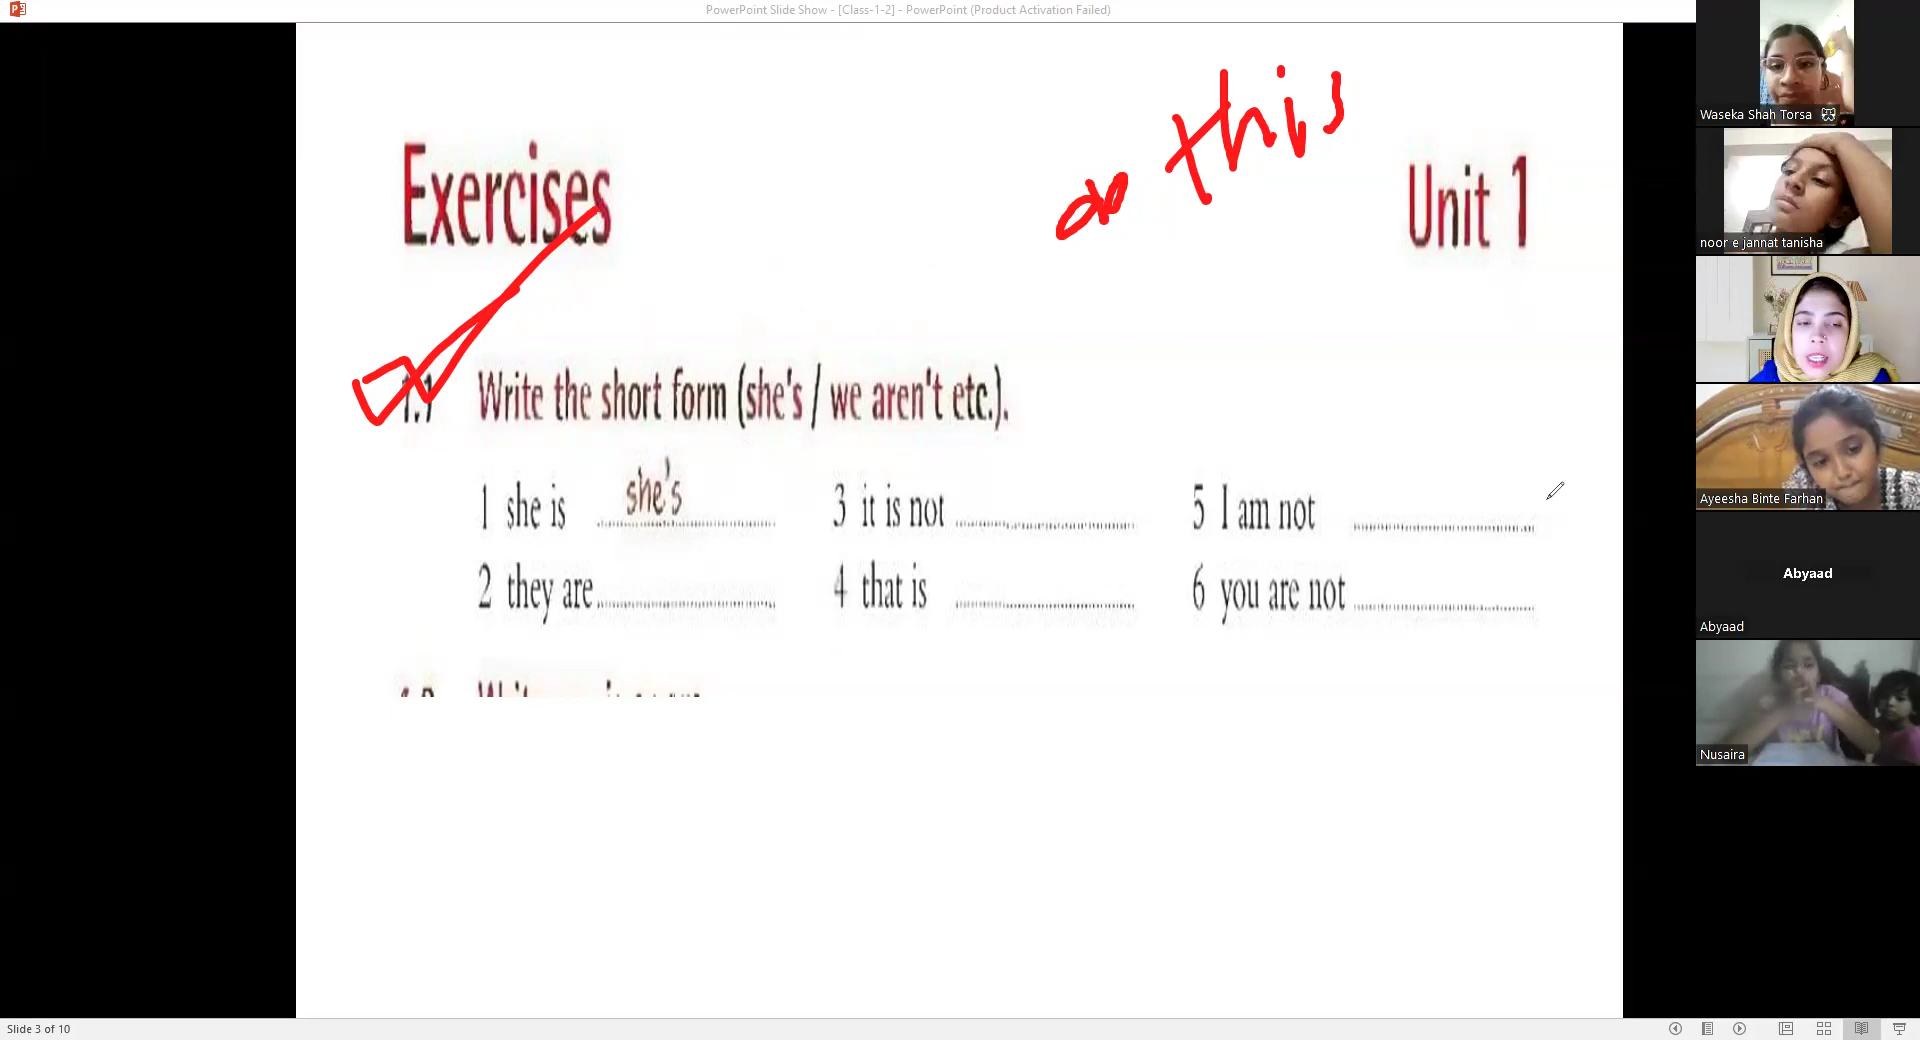 PowerPoint Slide Show - [Class-1-2] - PowerPoint (Product Activation Failed)
do this
Exercises
Unit 1
1.1 Write the short form (she's / we aren't etc.).
1 she is she's 3 it is not 5 I am not
2 they are 4 that is 6 you are not
Waseka Shah Torsa
noor e jannat tanisha
Ayeesha Binte Farhan
Abyaad
Abyaad
Nusaira
Slide 3 of 10